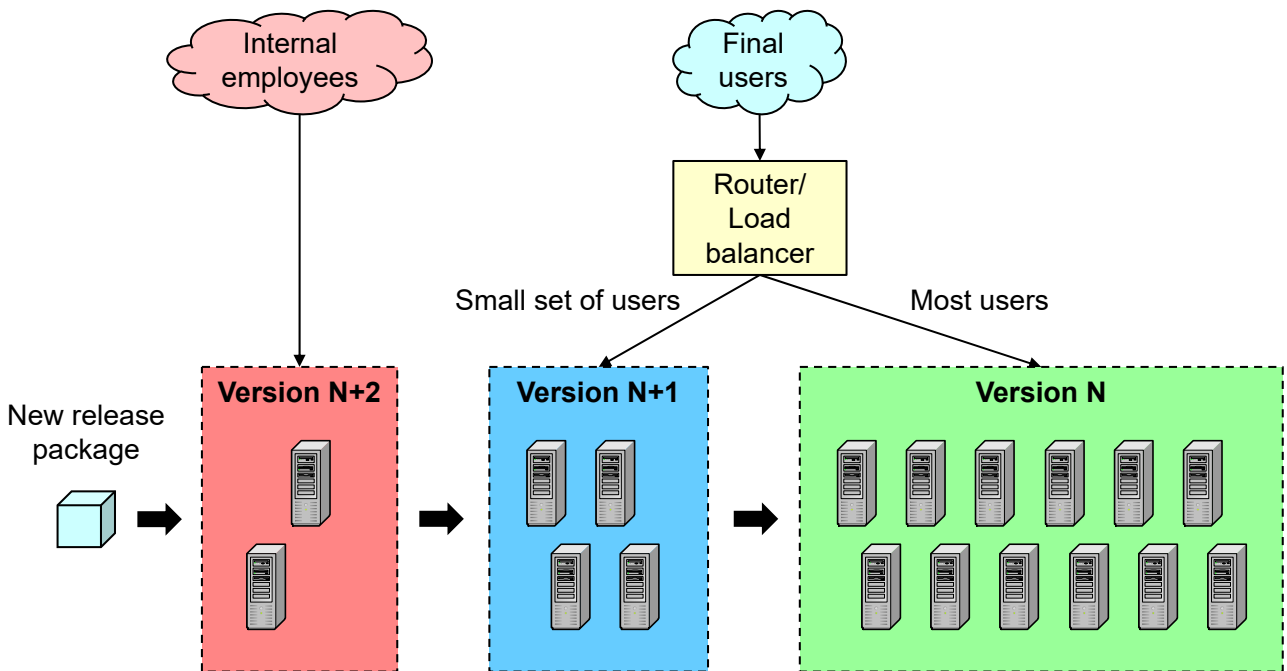 Internal
employees
Final
users
Router/
Load
balancer
Small set of users
Most users
New release
package
Version N+2
Version N+1
Version N